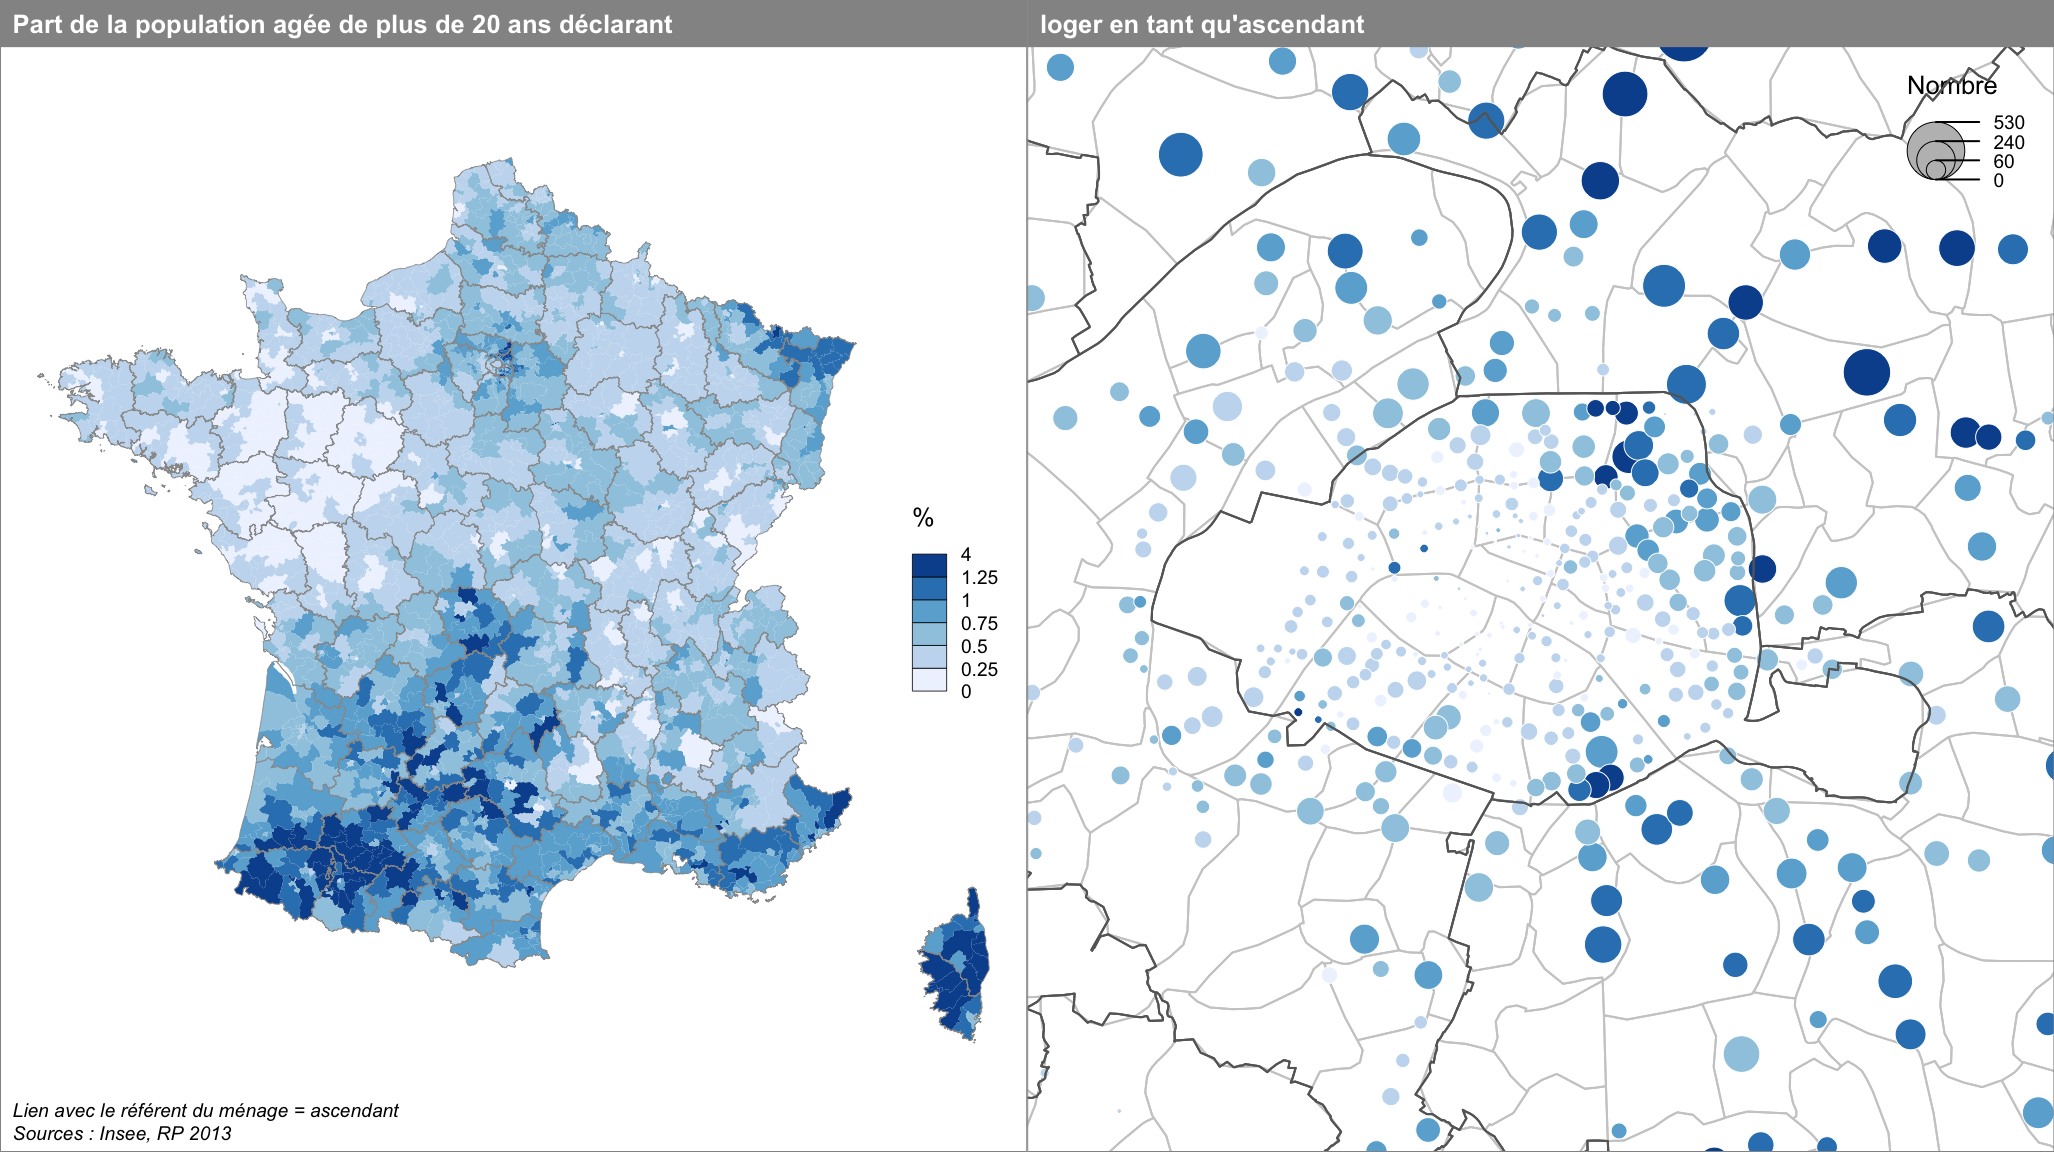 Part de la population agée de plus de 20 ans déclarant
loger en tant qu'ascendant
Nombre
530
240
60
0
%
4
1.25
1
0.75
0.5
0.25
0
Lien avec le référent du ménage = ascendant
Sources : Insee, RP 2013